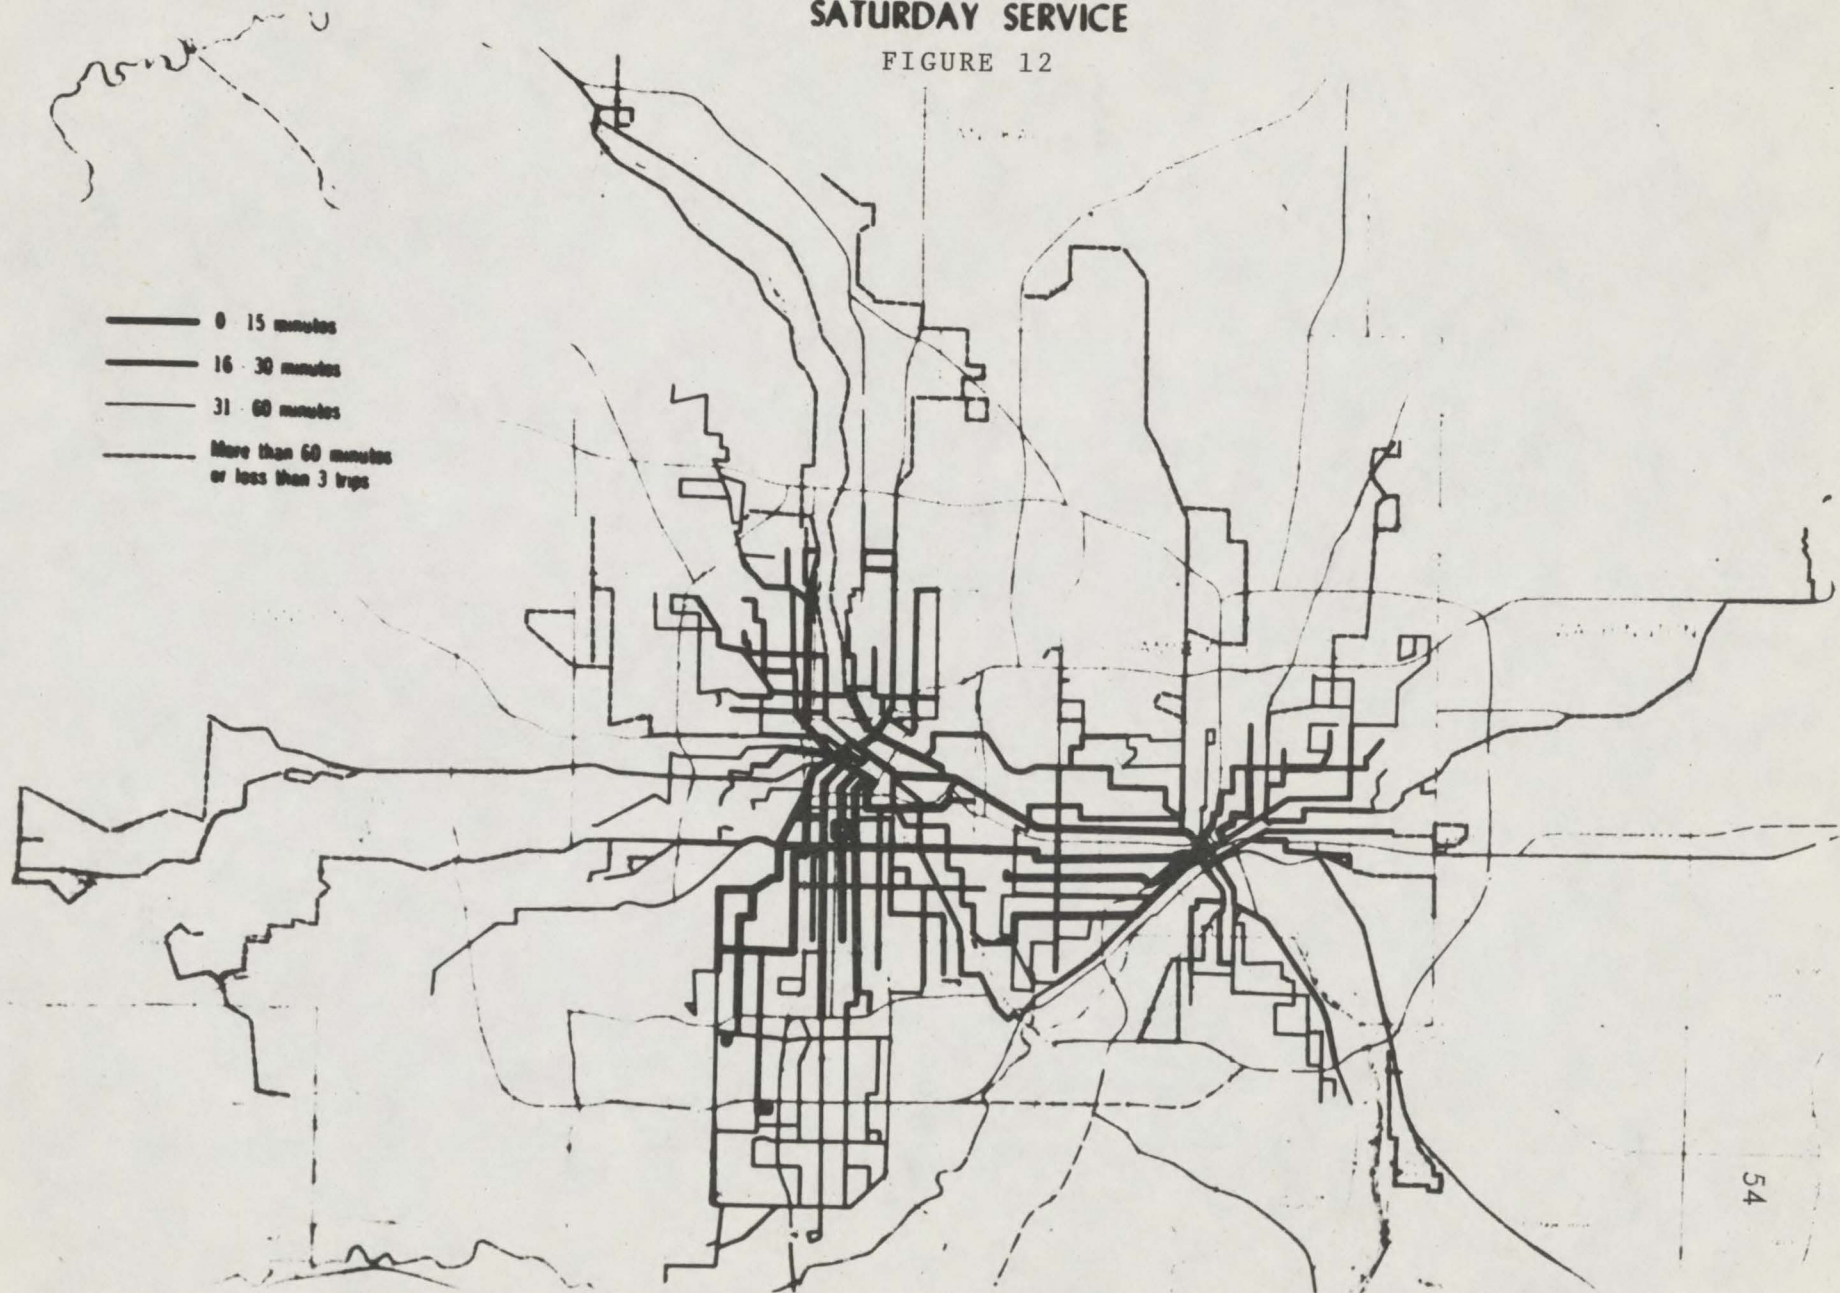 SATURDAY SERVICE
FIGURE 12
0 15 minutes
16 - 30 minutes
31 - 60 minutes
More than 60 minutes
or less than 3 trips
54